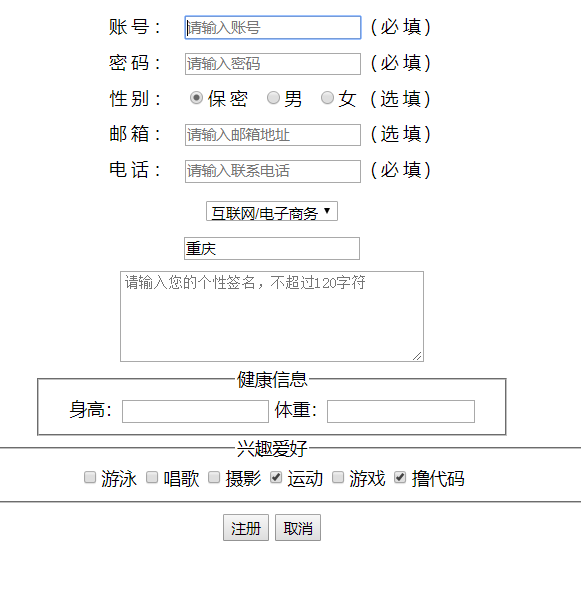 账号： 请输入账号 (必填)
密码： 请输入密码 (必填)
性别： 保密 男 女 (选填)
邮箱： 请输入邮箱地址 (选填)
电话： 请输入联系电话 (必填)
互联网/电子商务
重庆
请输入您的个性签名，不超过120字符
健康信息
身高： 体重：
兴趣爱好
游泳 唱歌 摄影 运动 游戏 撸代码
注册 取消